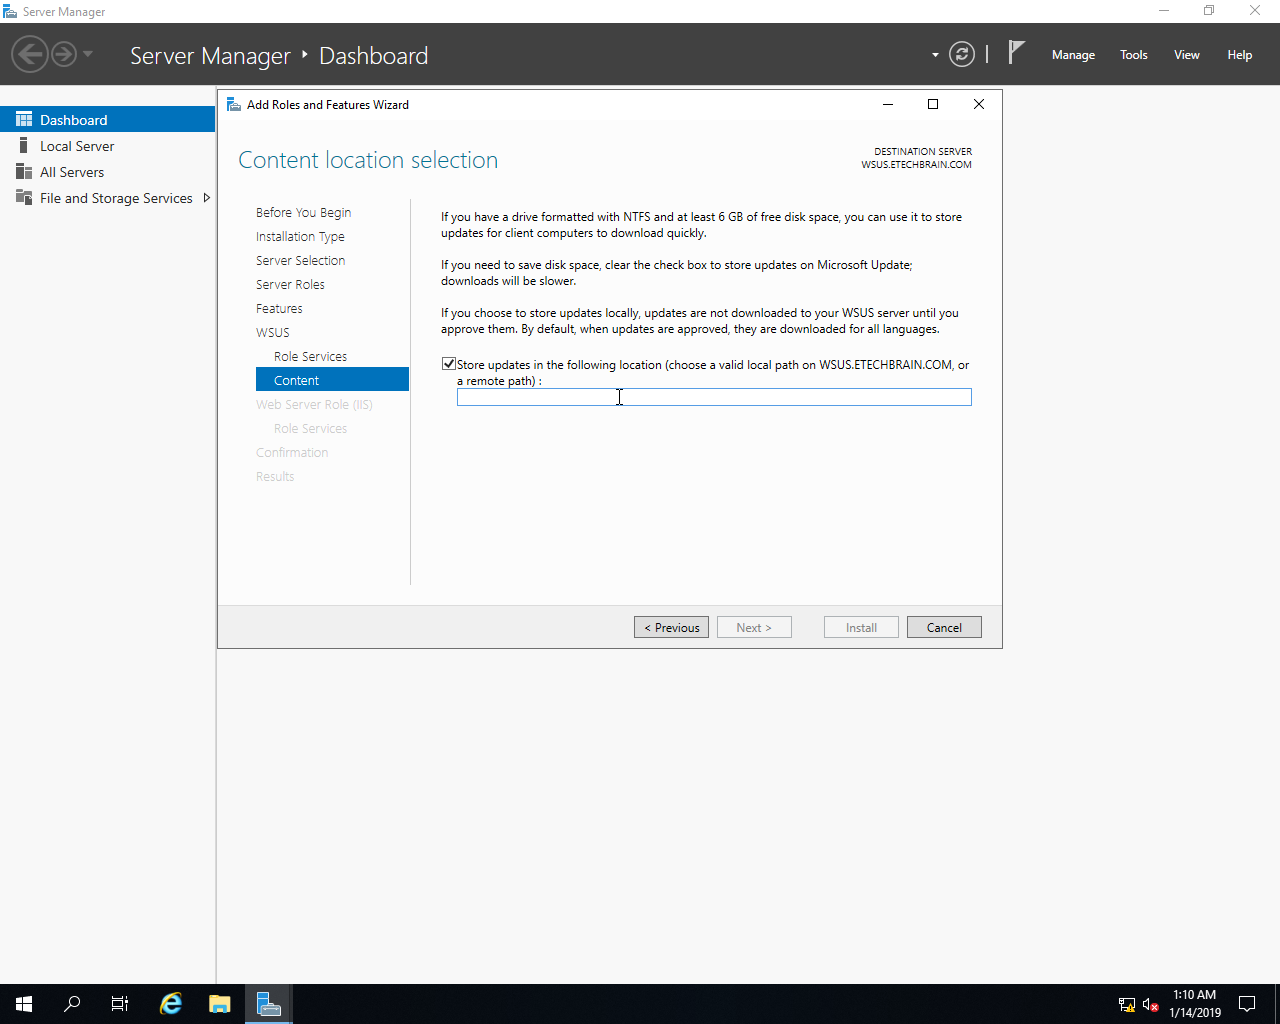 Server Manager
Server Manager ‣ Dashboard
Manage Tools View Help
Dashboard
Local Server
All Servers
File and Storage Services
Add Roles and Features Wizard
Content location selection
DESTINATION SERVER
WSUS.ETECHBRAIN.COM
Before You Begin
Installation Type
Server Selection
Server Roles
Features
WSUS
Role Services
Content
Web Server Role (IIS)
Role Services
Confirmation
Results
If you have a drive formatted with NTFS and at least 6 GB of free disk space, you can use it to store
updates for client computers to download quickly.
If you need to save disk space, clear the check box to store updates on Microsoft Update;
downloads will be slower.
If you choose to store updates locally, updates are not downloaded to your WSUS server until you
approve them. By default, when updates are approved, they are downloaded for all languages.
Store updates in the following location (choose a valid local path on WSUS.ETECHBRAIN.COM, or
a remote path) :
< Previous Next > Install Cancel
1:10 AM
1/14/2019